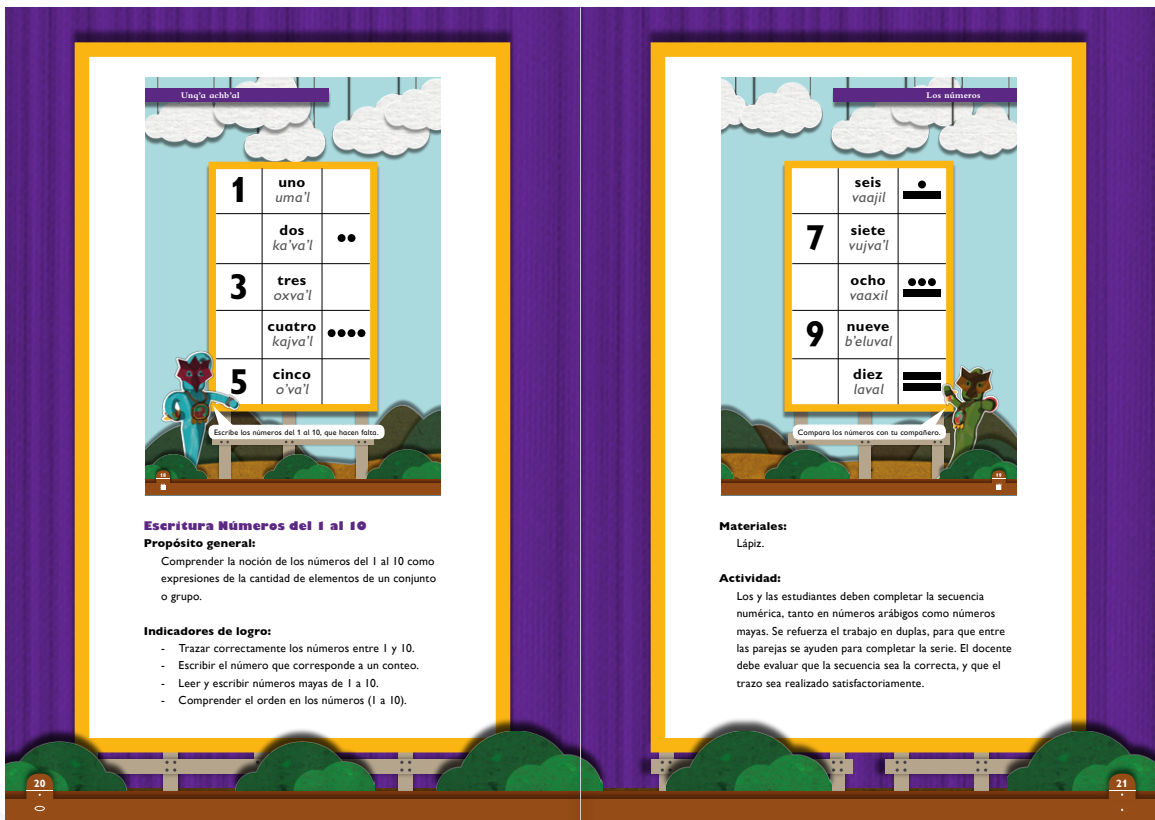 Unq'a achb'al
1
uno
uma'l
dos
ka'va'l
3
tres
oxva'l
cuatro
kajva'l
5
cinco
o'va'l
Escribe los números del 1 al 10, que hacen falta.
18
Escritura Números del 1 al 10
Propósito general:
Comprender la noción de los números del 1 al 10 como
expresiones de la cantidad de elementos de un conjunto
o grupo.
Indicadores de logro:
- Trazar correctamente los números entre 1 y 10.
- Escribir el número que corresponde a un conteo.
- Leer y escribir números mayas de 1 a 10.
- Comprender el orden en los números (1 a 10).
20
Los números
seis
vaajil
7
siete
vujva'l
ocho
vaaxil
9
nueve
b'eluval
diez
laval
Compara los números con tu compañero.
19
Materiales:
Lápiz.
Actividad:
Los y las estudiantes deben completar la secuencia
numérica, tanto en números arábigos como números
mayas. Se refuerza el trabajo en duplas, para que entre
las parejas se ayuden para completar la serie. El docente
debe evaluar que la secuencia sea la correcta, y que el
trazo sea realizado satisfactoriamente.
21